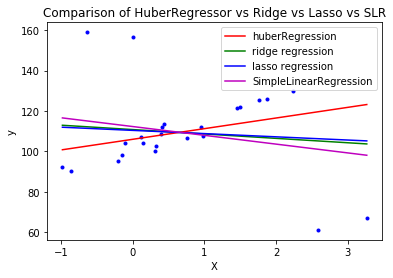 Comparison of HuberRegressor vs Ridge vs Lasso vs SLR
huberRegression
ridge regression
lasso regression
SimpleLinearRegression
160
140
120
100
80
60
y
−1
0
1
2
3
X